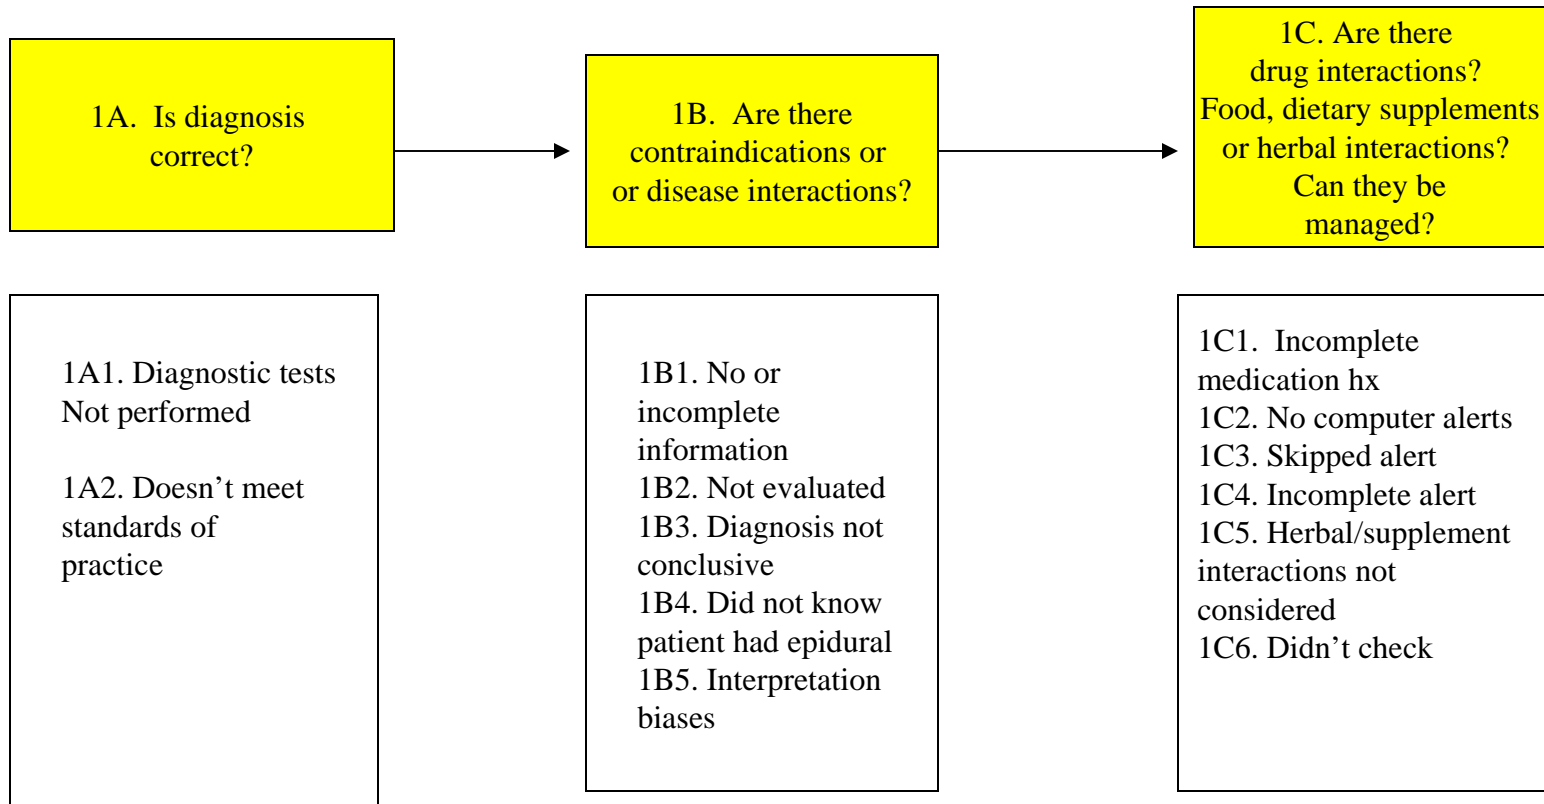 1A. Is diagnosis
correct?
1B. Are there
contraindications or
or disease interactions?
1C. Are there
drug interactions?
Food, dietary supplements
or herbal interactions?
Can they be
managed?
1A1. Diagnostic tests
Not performed
1A2. Doesn’t meet
standards of
practice
1B1. No or
incomplete
information
1B2. Not evaluated
1B3. Diagnosis not
conclusive
1B4. Did not know
patient had epidural
1B5. Interpretation
biases
1C1. Incomplete
medication hx
1C2. No computer alerts
1C3. Skipped alert
1C4. Incomplete alert
1C5. Herbal/supplement
interactions not
considered
1C6. Didn’t check